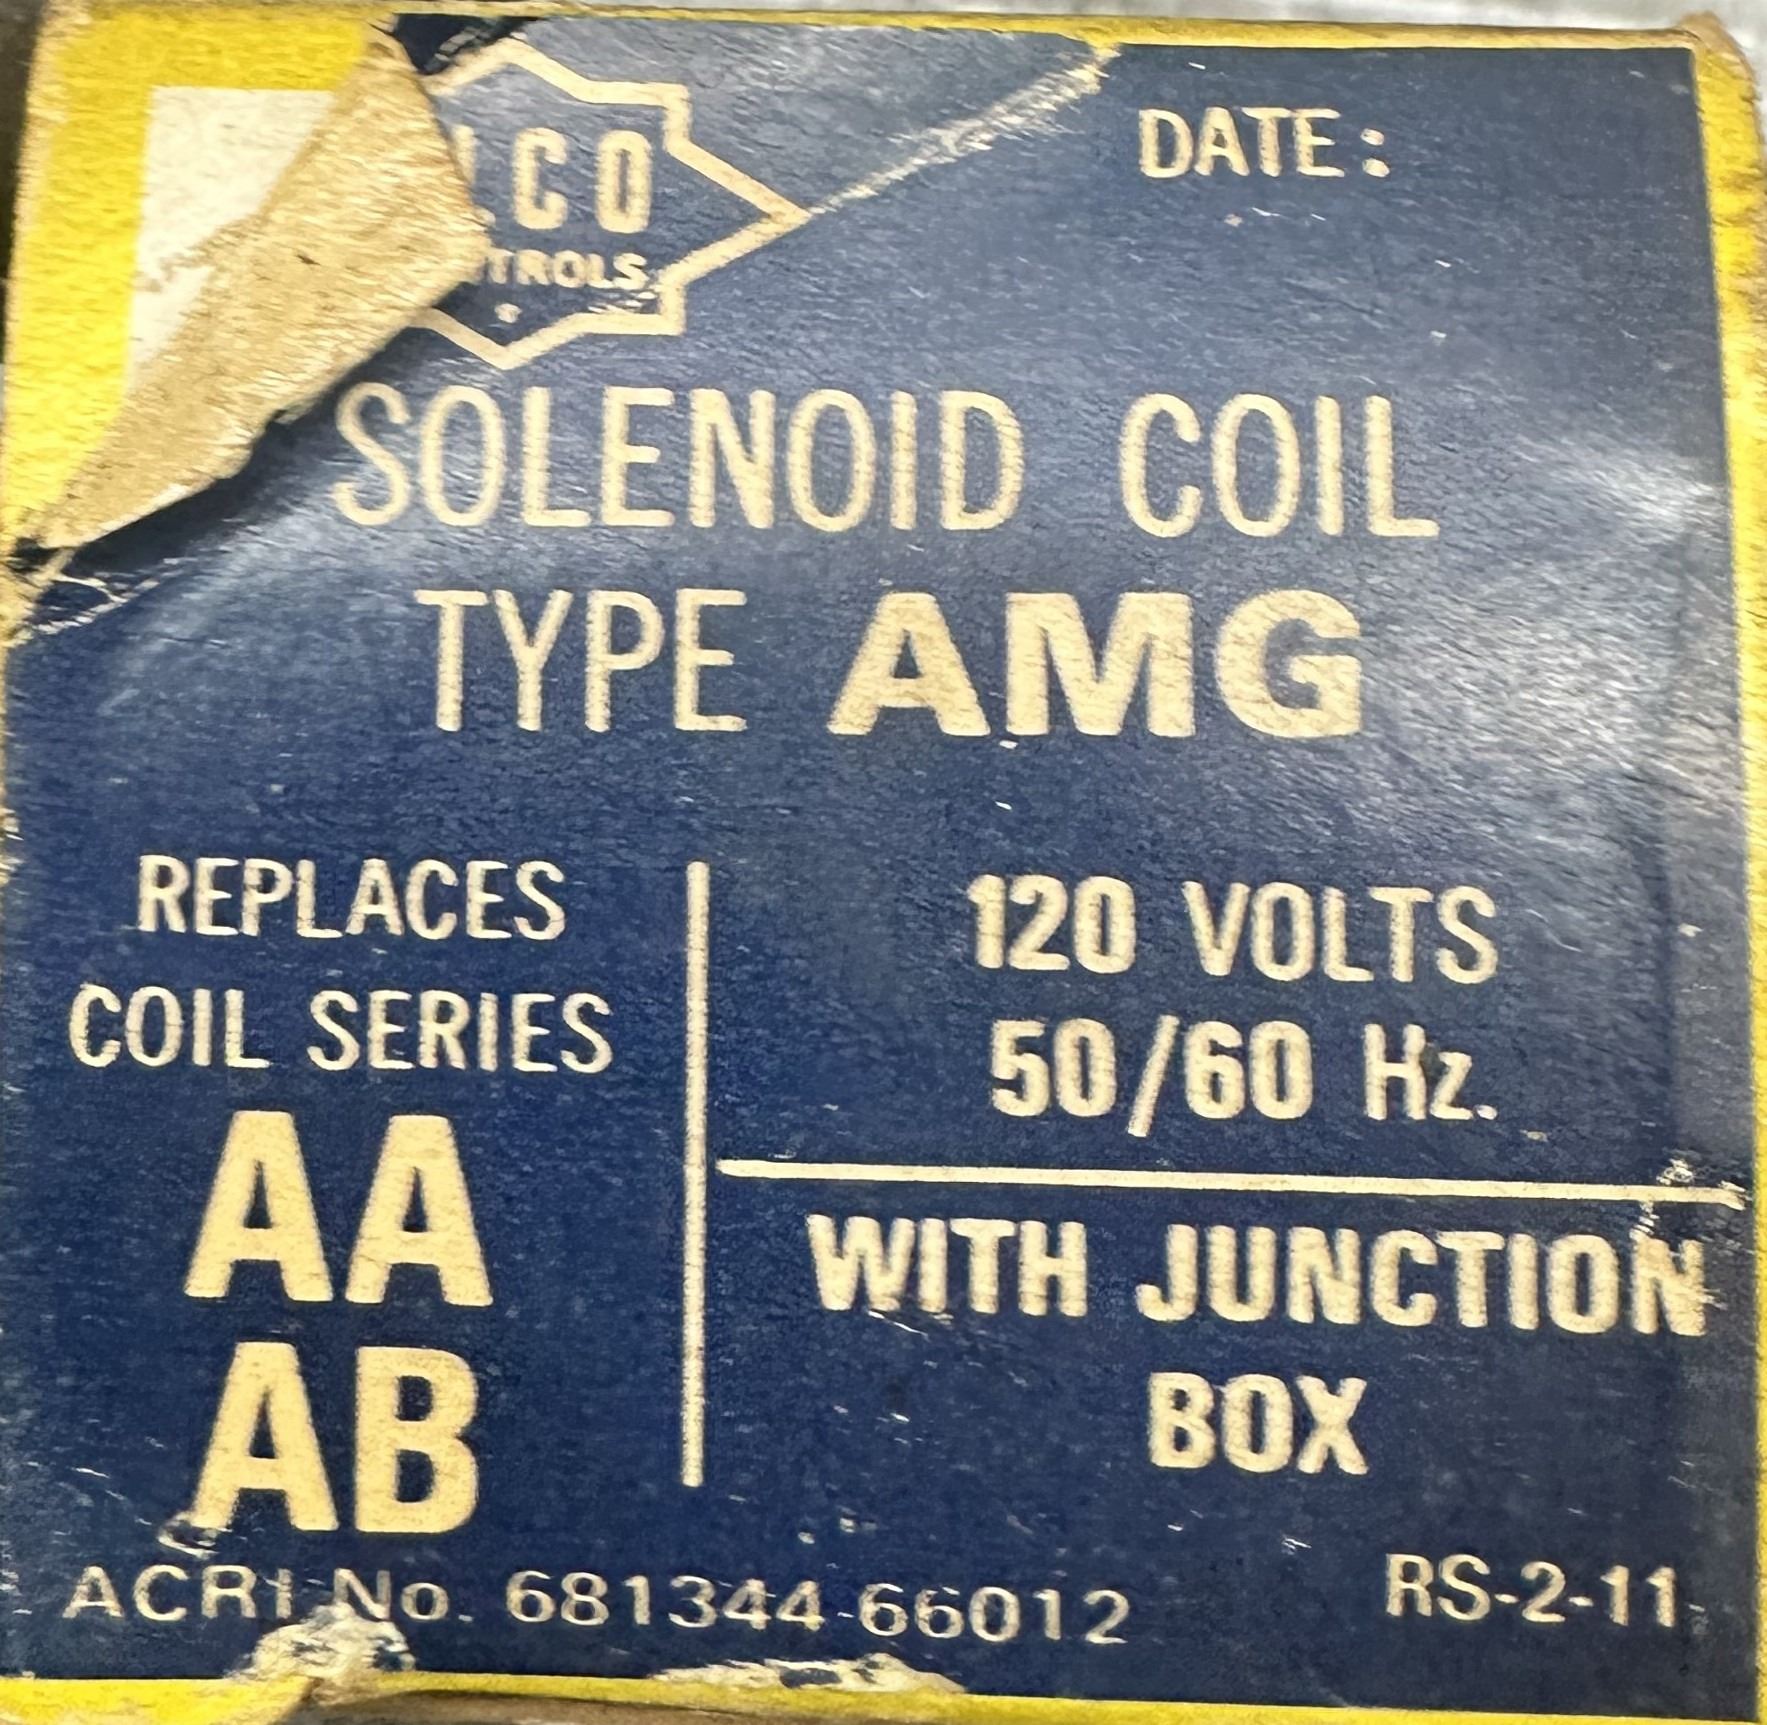 LCO
DATE:
TROLS
SOLENOID COIL
TYPE AMG
REPLACES
COIL SERIES
AA
AB
120 VOLTS
50/60 Hz.
WITH JUNCTION
BOX
ACR1 No. 681344-66012
RS-2-11